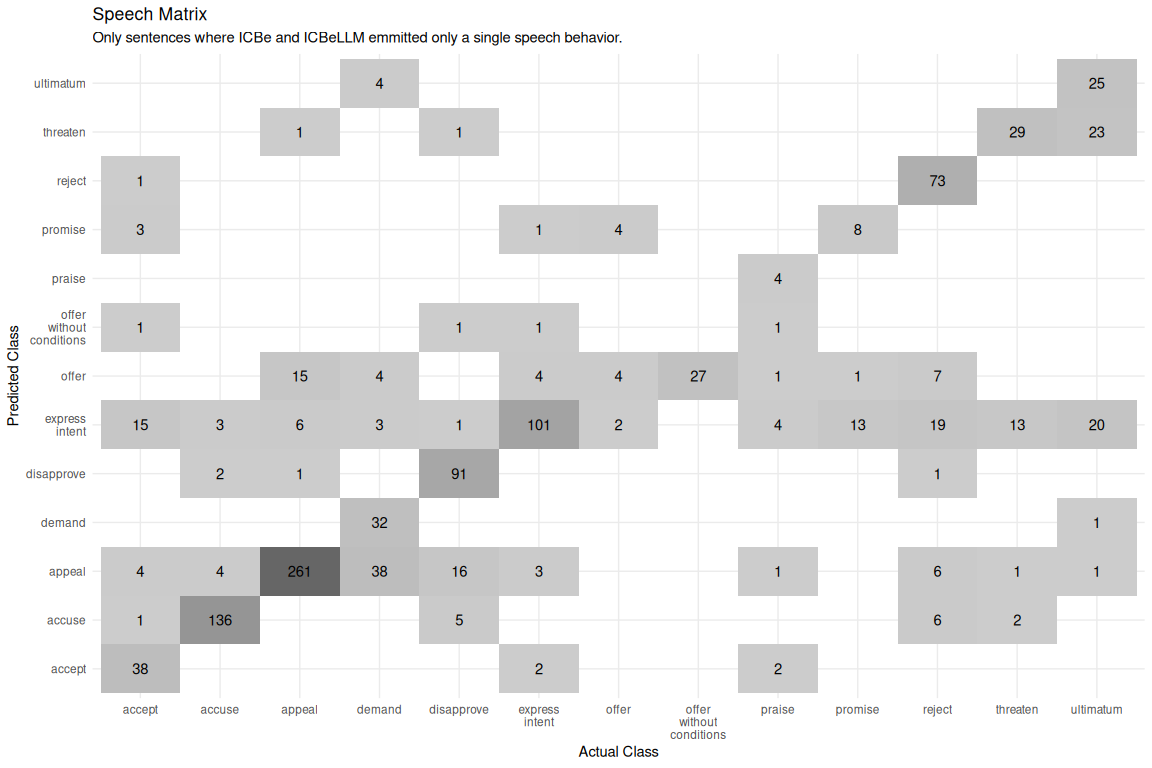 Speech Matrix
Only sentences where ICBe and ICBeLLM emmitted only a single speech behavior.
Predicted Class
ultimatum 4 25
threaten 1 1 29 23
reject 1 73
promise 3 1 4 8
praise 4
offer
without
conditions
1 1 1 1
offer 15 4 4 4 27 1 1 7
express
intent
15 3 6 3 1 101 2 4 13 19 13 20
disapprove 2 1 91 1
demand 32 1
appeal 4 4 261 38 16 3 1 6 1 1
accuse 1 136 5 6 2
accept 38 2 2
accept accuse appeal demand disapprove express
intent
offer offer
without
conditions
praise promise reject threaten ultimatum
Actual Class